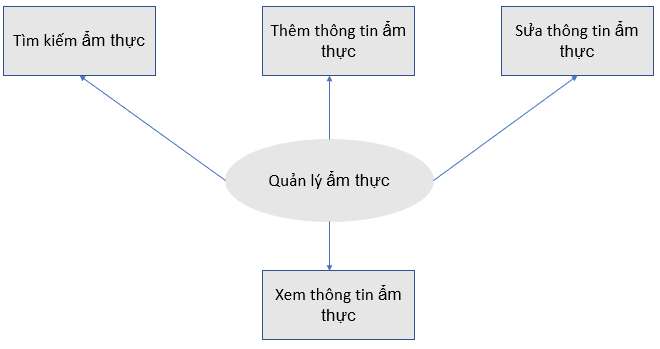 Tìm kiếm ẩm thực
Thêm thông tin ẩm
thực
Sửa thông tin ẩm
thực
Quản lý ẩm thực
Xem thông tin ẩm
thực